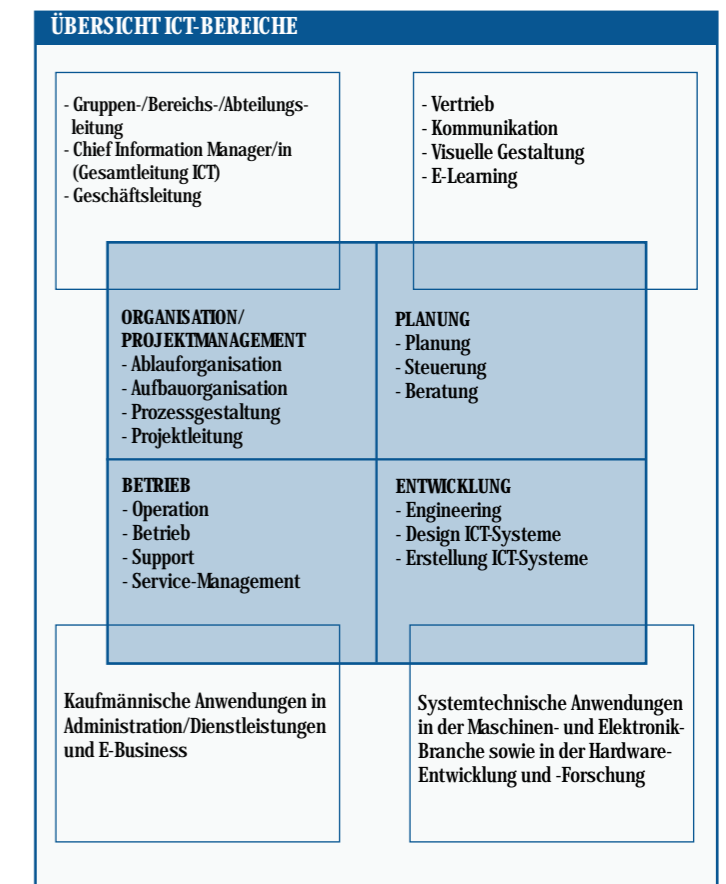 ÜBERSICHT ICT-BEREICHE
- Gruppen-/Bereichs-/Abteilungs-
leitung
- Chief Information Manager/in
(Gesamtleitung ICT)
- Geschäftsleitung
- Vertrieb
- Kommunikation
- Visuelle Gestaltung
- E-Learning
ORGANISATION/
PROJEKTMANAGEMENT
- Ablauforganisation
- Aufbauorganisation
- Prozessgestaltung
- Projektleitung
PLANUNG
- Planung
- Steuerung
- Beratung
BETRIEB
- Operation
- Betrieb
- Support
- Service-Management
ENTWICKLUNG
- Engineering
- Design ICT-Systeme
- Erstellung ICT-Systeme
Kaufmännische Anwendungen in
Administration/Dienstleistungen
und E-Business
Systemtechnische Anwendungen
in der Maschinen- und Elektronik-
Branche sowie in der Hardware-
Entwicklung und -Forschung